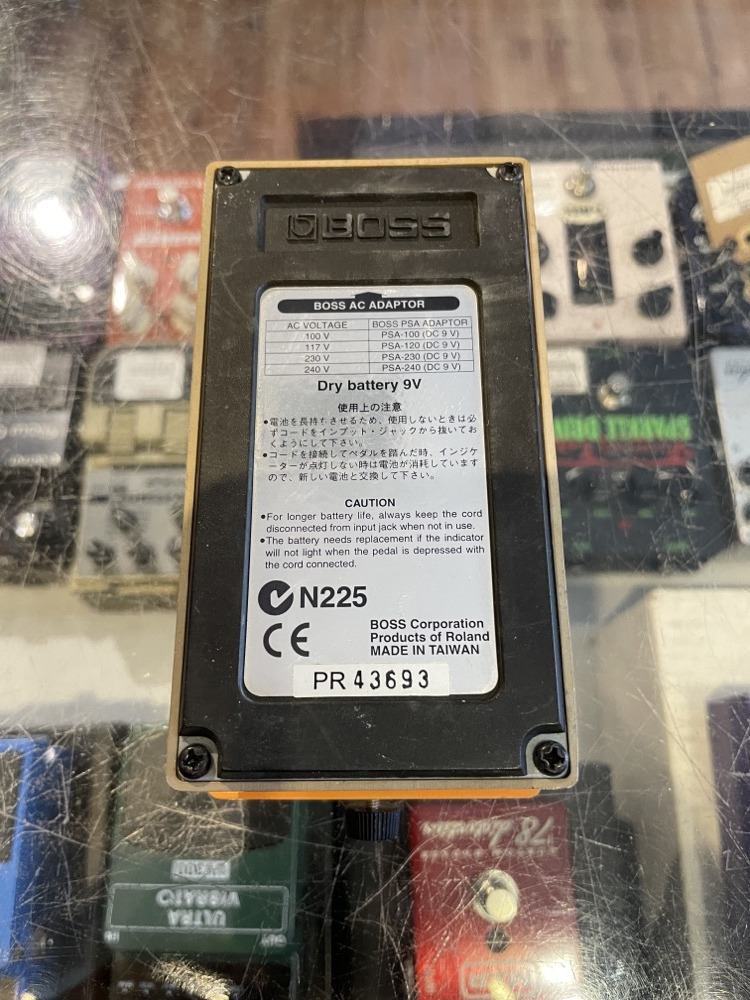 BOSS
BOSS AC ADAPTOR
AC VOLTAGE BOSS PSA ADAPTOR
100 V PSA-100 (DC 9 V)
117 V PSA-120 (DC 9 V)
230 V PSA-230 (DC 9 V)
240 V PSA-240 (DC 9 V)
Dry battery 9V
使用上の注意
●電池を長持ちさせるため、使用しないときは必
ずコードをインプット・ジャックから抜いてお
くようにして下さい。
●コードを接続してペダルを踏んだ時、インジケ
ーターが点灯しない時は電池が消耗しています
ので、新しい電池と交換して下さい。
CAUTION
●For longer battery life, always keep the cord
disconnected from input jack when not in use.
●The battery needs replacement if the indicator
will not light when the pedal is depressed with
the cord connected.
N225
CE
BOSS Corporation
Products of Roland
MADE IN TAIWAN
PR 43693
SPARKLE
ULTRA
VIBRATO
'78